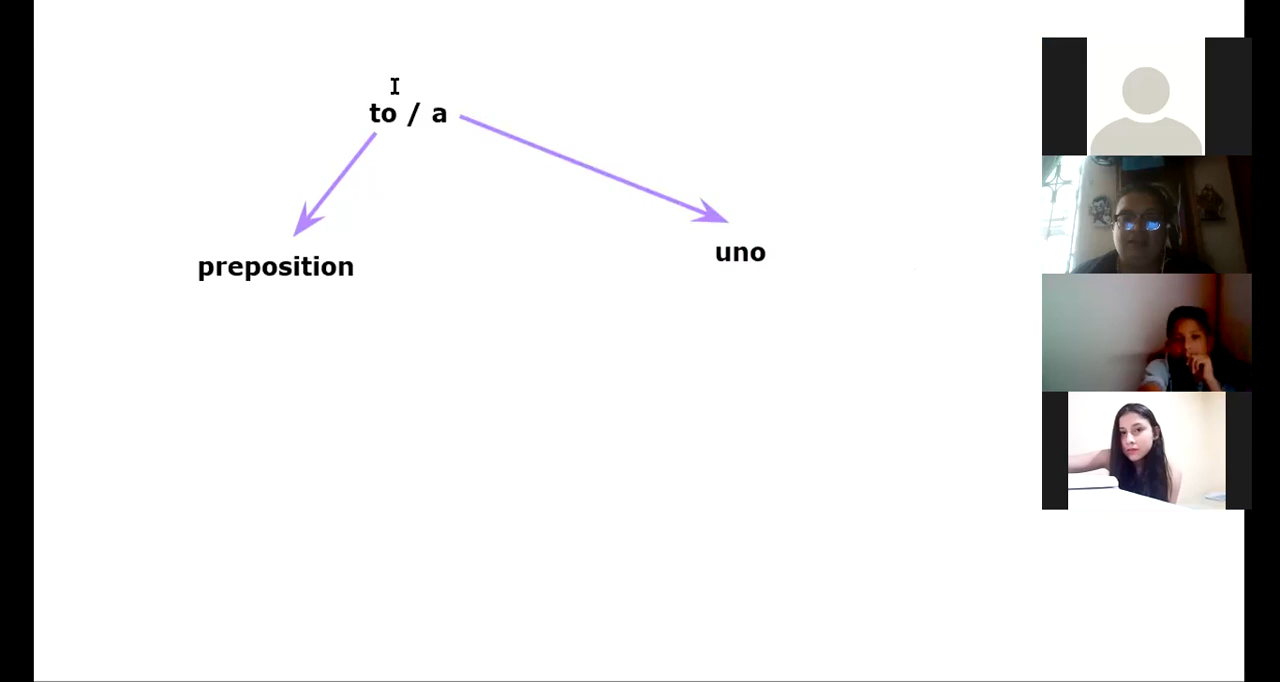 to / a
preposition
uno